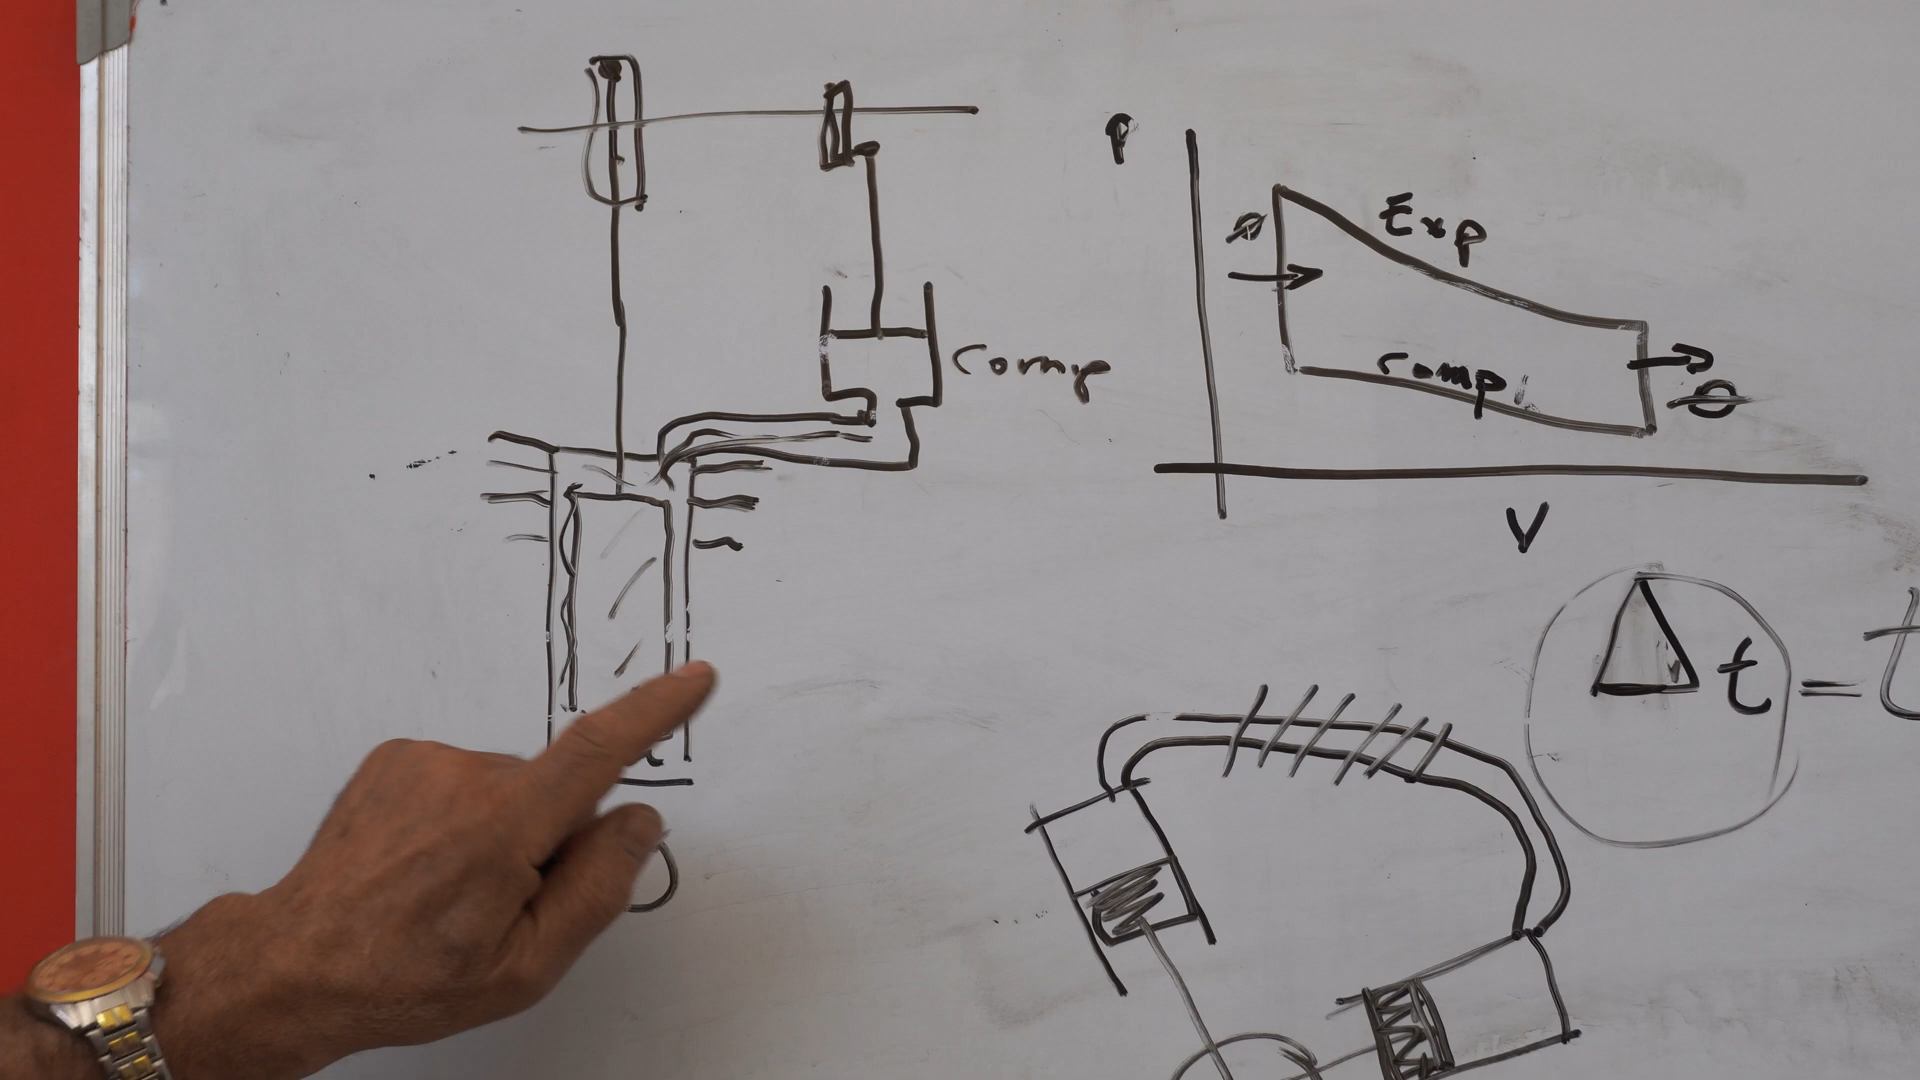 P
Exp
Comp
Comp
V
Δt = t